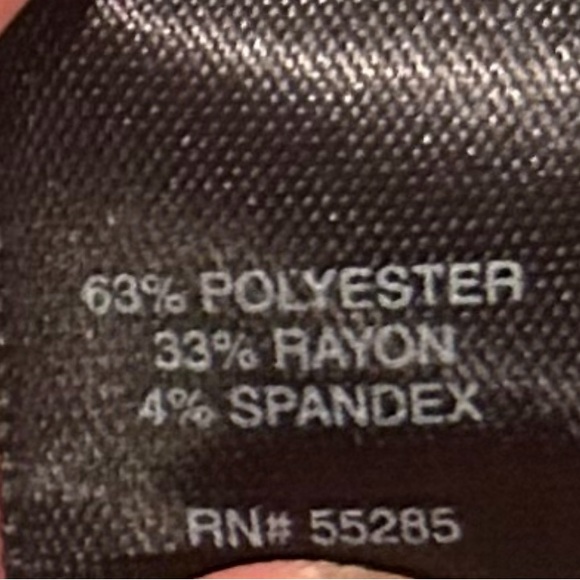 63% POLYESTER
33% RAYON
4% SPANDEX
RN# 55285